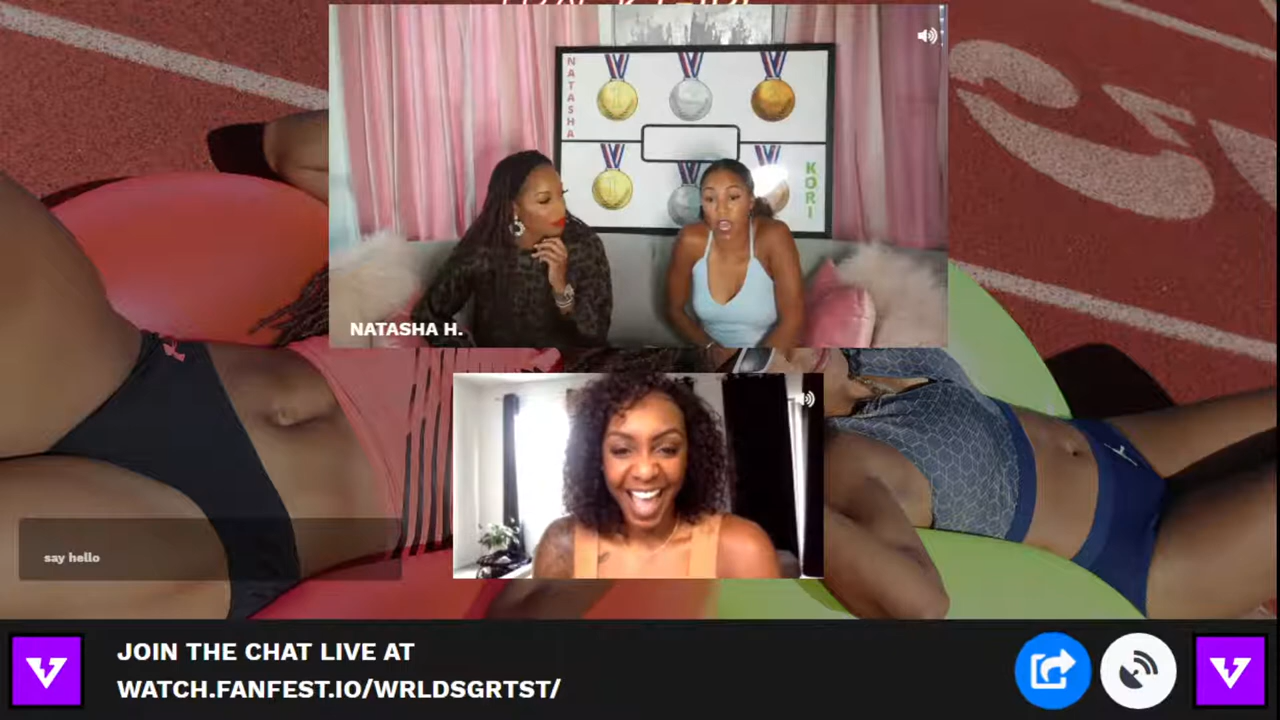 NATASHA
KORI
NATASHA H.
say hello
JOIN THE CHAT LIVE AT
WATCH.FANFEST.IO/WRLDSGRTST/